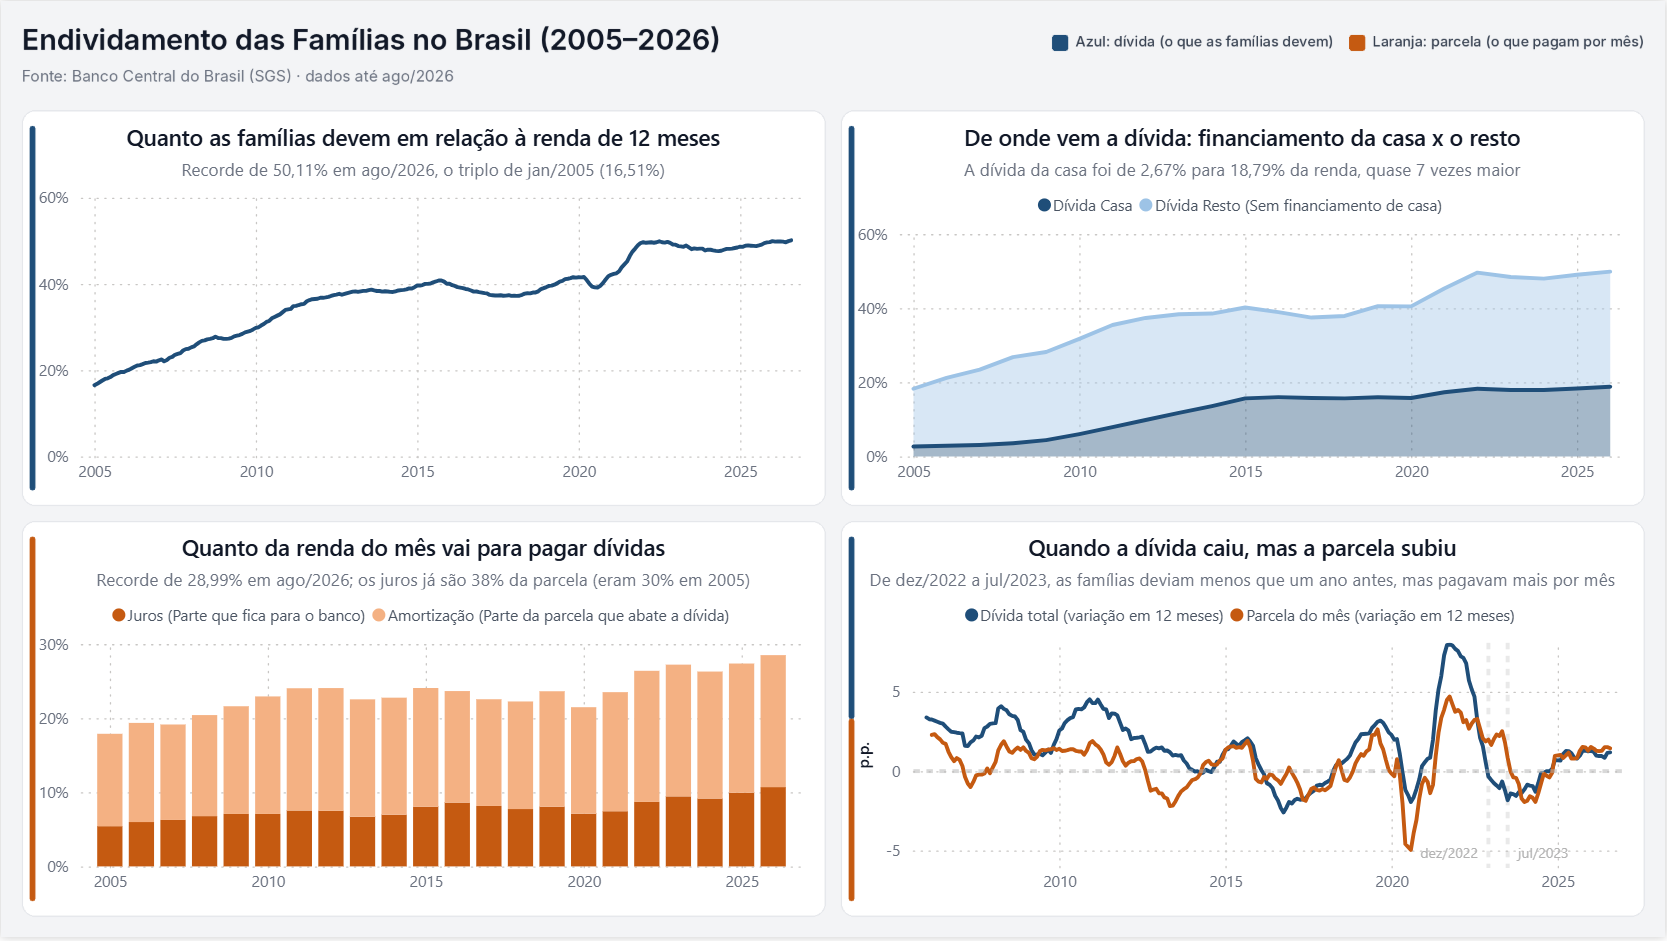 Endividamento das Famílias no Brasil (2005–2026)
Fonte: Banco Central do Brasil (SGS) · dados até ago/2026
Azul: dívida (o que as famílias devem)
Laranja: parcela (o que pagam por mês)
Quanto as famílias devem em relação à renda de 12 meses
Recorde de 50,11% em ago/2026, o triplo de jan/2005 (16,51%)
60%
40%
20%
0%
2005 2010 2015 2020 2025
De onde vem a dívida: financiamento da casa x o resto
A dívida da casa foi de 2,67% para 18,79% da renda, quase 7 vezes maior
Dívida Casa Dívida Resto (Sem financiamento de casa)
60%
40%
20%
0%
2005 2010 2015 2020 2025
Quanto da renda do mês vai para pagar dívidas
Recorde de 28,99% em ago/2026; os juros já são 38% da parcela (eram 30% em 2005)
Juros (Parte que fica para o banco) Amortização (Parte da parcela que abate a dívida)
30%
20%
10%
0%
2005 2010 2015 2020 2025
Quando a dívida caiu, mas a parcela subiu
De dez/2022 a jul/2023, as famílias deviam menos que um ano antes, mas pagavam mais por mês
Dívida total (variação em 12 meses) Parcela do mês (variação em 12 meses)
p.p.
5
0
-5
dez/2022 jul/2023
2010 2015 2020 2025